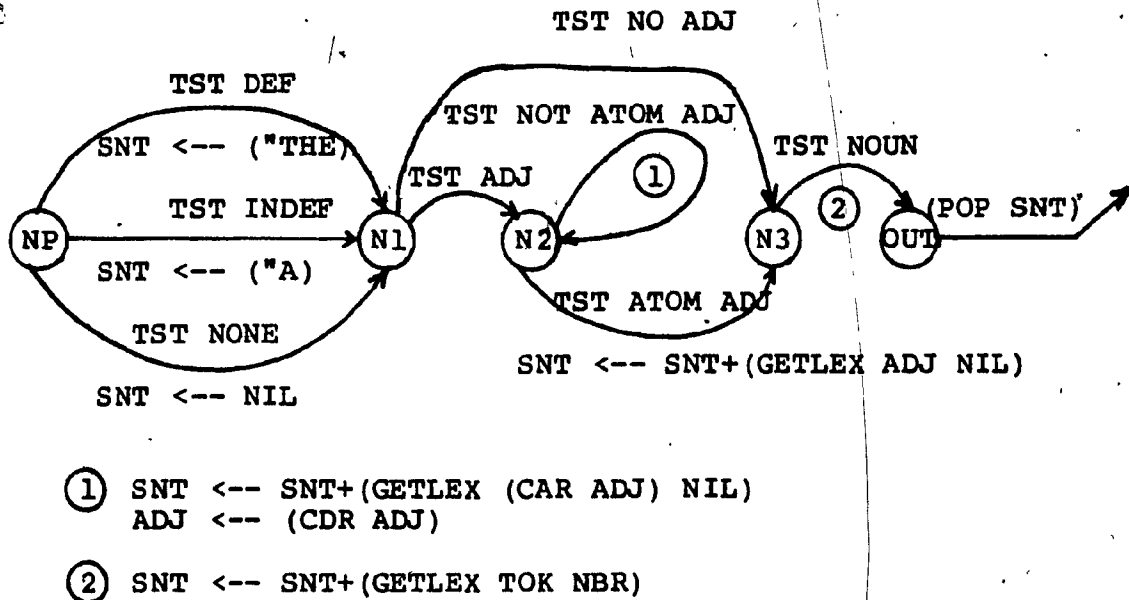 TST NO ADJ
TST DEF
TST NOT ATOM ADJ
SNT <-- ("THE)
TST NOUN
TST ADJ
1
TST INDEF
2
(POP SNT)
NP
N1
N2
N3
OUT
SNT <-- ("A)
TST ATOM ADJ
TST NONE
SNT <-- SNT+(GETLEX ADJ NIL)
SNT <-- NIL
1 SNT <-- SNT+(GETLEX (CAR ADJ) NIL)
ADJ <-- (CDR ADJ)
2 SNT <-- SNT+(GETLEX TOK NBR)